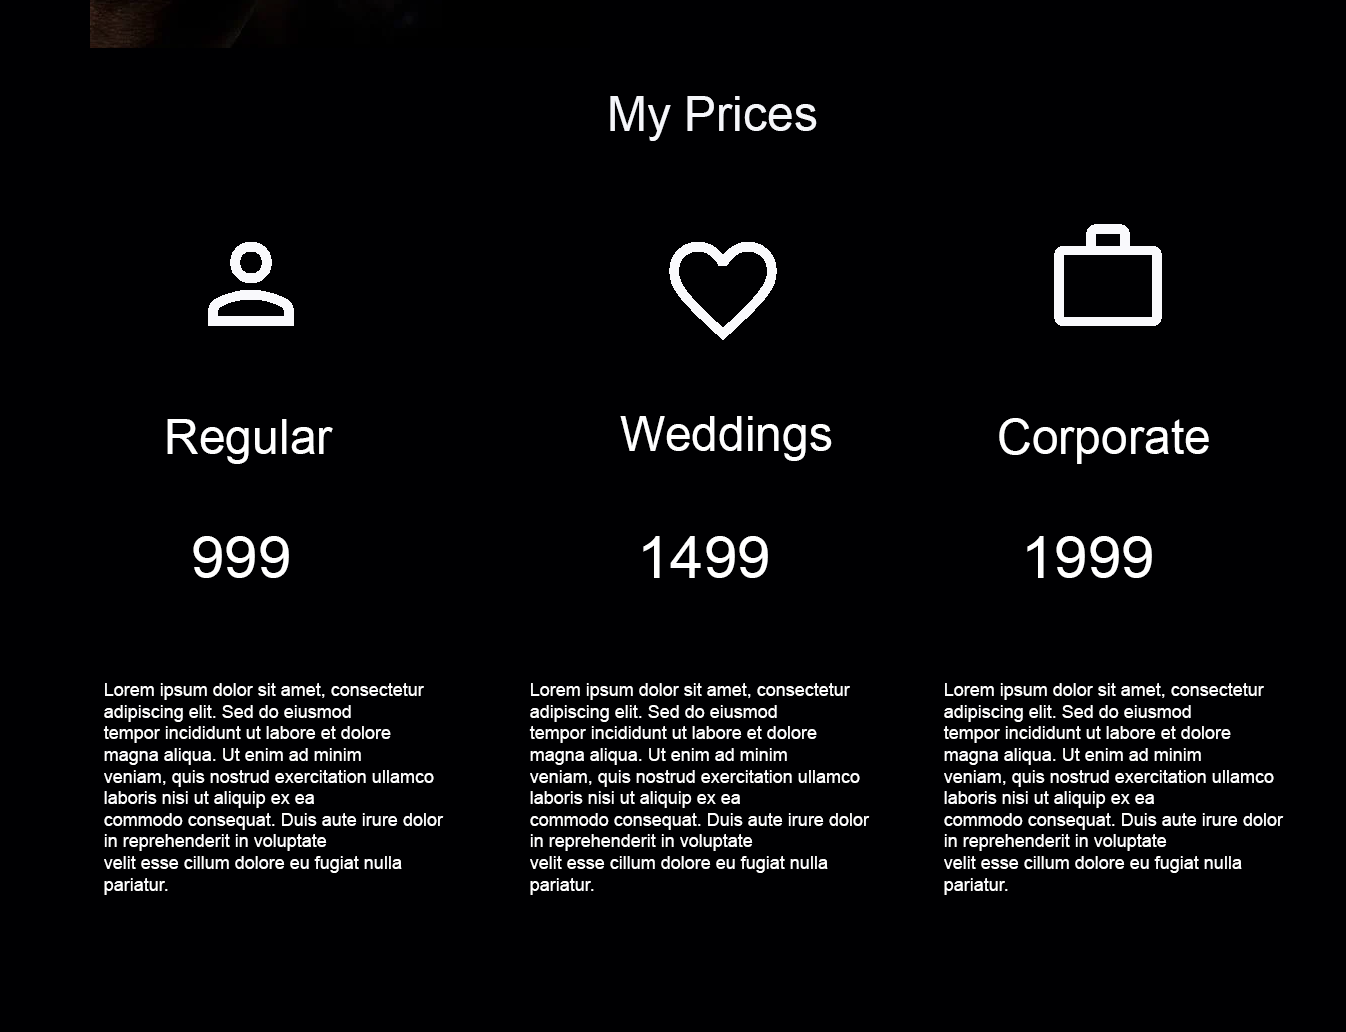 My Prices
Regular
Weddings
Corporate
999
1499
1999
Lorem ipsum dolor sit amet, consectetur
adipiscing elit. Sed do eiusmod
tempor incididunt ut labore et dolore
magna aliqua. Ut enim ad minim
veniam, quis nostrud exercitation ullamco
laboris nisi ut aliquip ex ea
commodo consequat. Duis aute irure dolor
in reprehenderit in voluptate
velit esse cillum dolore eu fugiat nulla
pariatur.
Lorem ipsum dolor sit amet, consectetur
adipiscing elit. Sed do eiusmod
tempor incididunt ut labore et dolore
magna aliqua. Ut enim ad minim
veniam, quis nostrud exercitation ullamco
laboris nisi ut aliquip ex ea
commodo consequat. Duis aute irure dolor
in reprehenderit in voluptate
velit esse cillum dolore eu fugiat nulla
pariatur.
Lorem ipsum dolor sit amet, consectetur
adipiscing elit. Sed do eiusmod
tempor incididunt ut labore et dolore
magna aliqua. Ut enim ad minim
veniam, quis nostrud exercitation ullamco
laboris nisi ut aliquip ex ea
commodo consequat. Duis aute irure dolor
in reprehenderit in voluptate
velit esse cillum dolore eu fugiat nulla
pariatur.